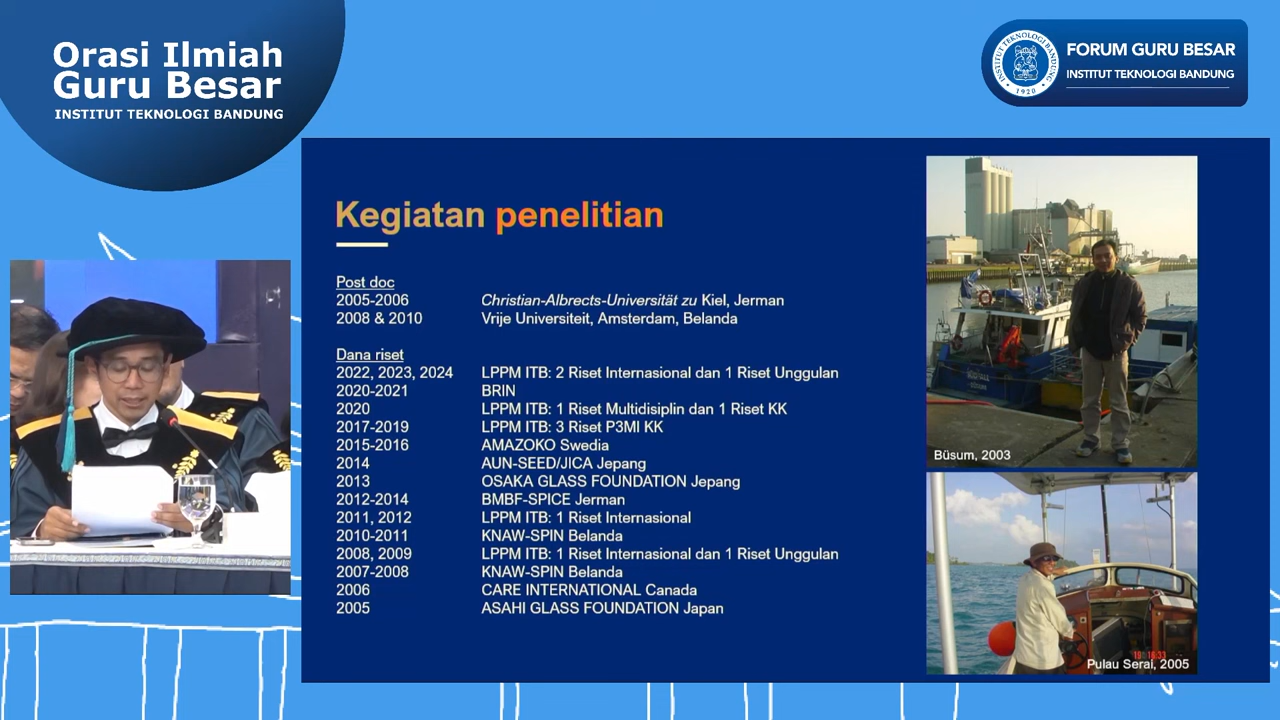 Orasi Ilmiah
Guru Besar
INSTITUT TEKNOLOGI BANDUNG
INSTITUT TEKNOLOGI BANDUNG
1920
FORUM GURU BESAR
INSTITUT TEKNOLOGI BANDUNG
Kegiatan penelitian
Post doc
2005-2006 Christian-Albrechts-Universität zu Kiel, Jerman
2008 & 2010 Vrije Universiteit, Amsterdam, Belanda
Dana riset
2022, 2023, 2024 LPPM ITB: 2 Riset Internasional dan 1 Riset Unggulan
2020-2021 BRIN
2020 LPPM ITB: 1 Riset Multidisiplin dan 1 Riset KK
2017-2019 LPPM ITB: 3 Riset P3MI KK
2015-2016 AMAZOKO Swedia
2014 AUN-SEED/JICA Jepang
2013 OSAKA GLASS FOUNDATION Jepang
2012-2014 BMBF-SPICE Jerman
2011, 2012 LPPM ITB: 1 Riset Internasional
2010-2011 KNAW-SPIN Belanda
2008, 2009 LPPM ITB: 1 Riset Internasional dan 1 Riset Unggulan
2007-2008 KNAW-SPIN Belanda
2006 CARE INTERNATIONAL Canada
2005 ASAHI GLASS FOUNDATION Japan
Büsum, 2003
Pulau Serai, 2005